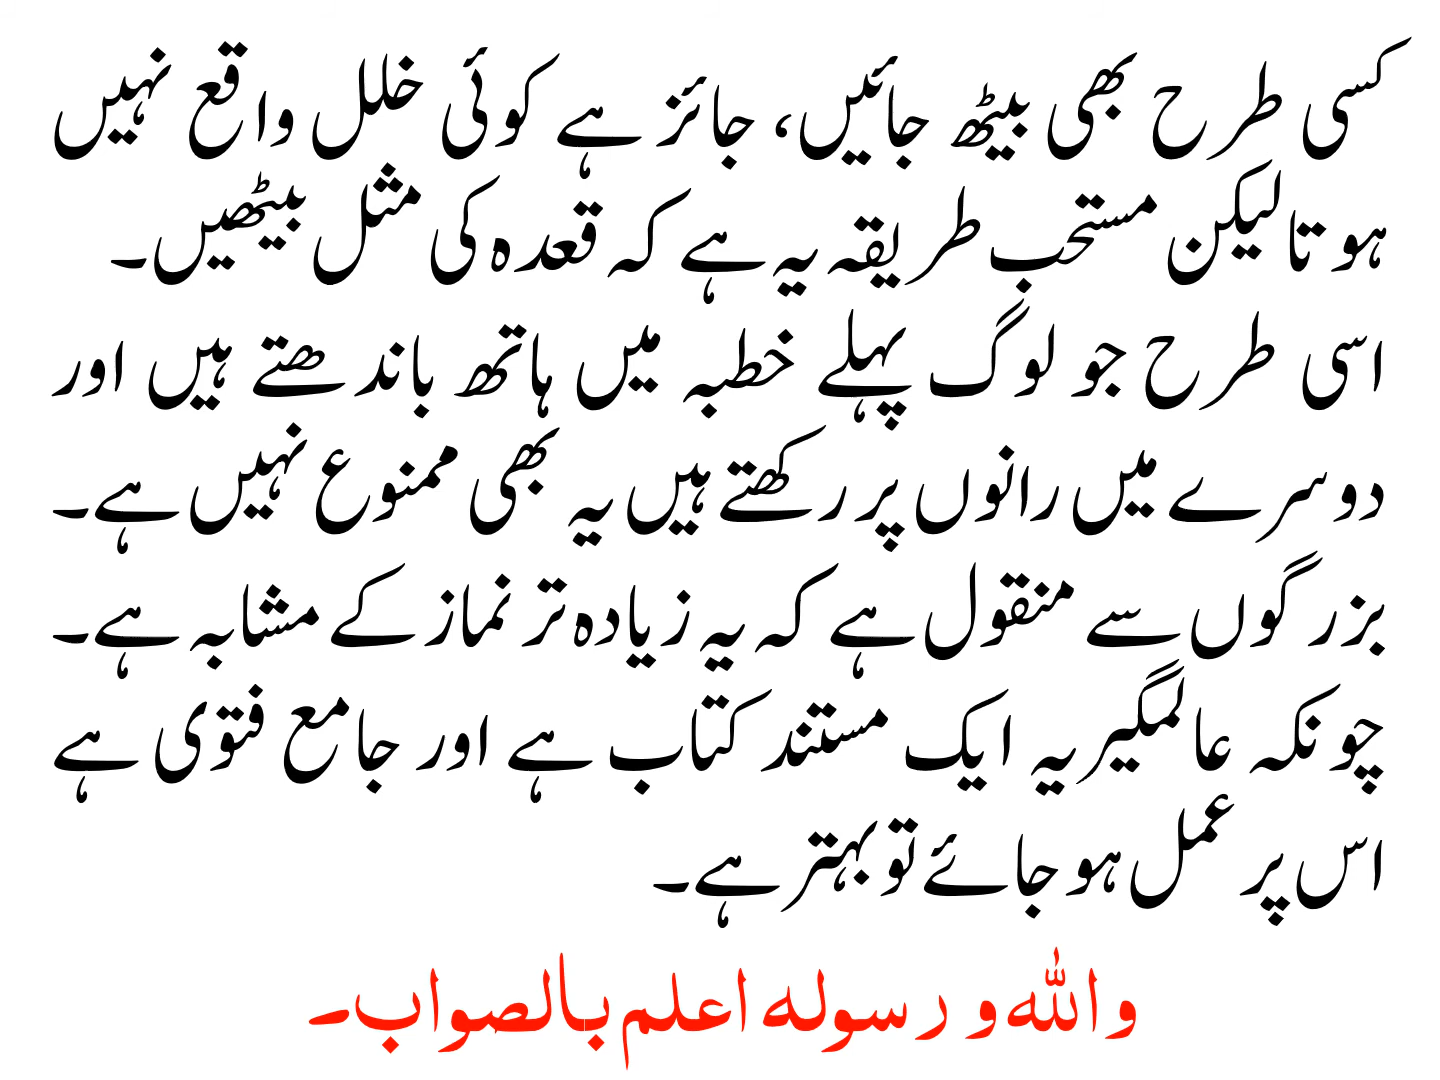 کسی طرح بھی بیٹھ جائیں، جائز ہے کوئی خلل واقع نہیں
ہوتا لیکن مستحب طریقہ یہ ہے کہ قعدہ کی مثل بیٹھیں۔
اسی طرح جو لوگ پہلے خطبہ میں ہاتھ باندھتے ہیں اور
دوسرے میں رانوں پر رکھتے ہیں یہ بھی ممنوع نہیں ہے۔
بزرگوں سے منقول ہے کہ یہ زیادہ تر نماز کے مشابہ ہے۔
چونکہ عالمگیریہ ایک مستند کتاب ہے اور جامع فتوی ہے
اس پر عمل ہو جائے تو بہتر ہے۔
واللہ و رسولہ اعلم بالصواب۔